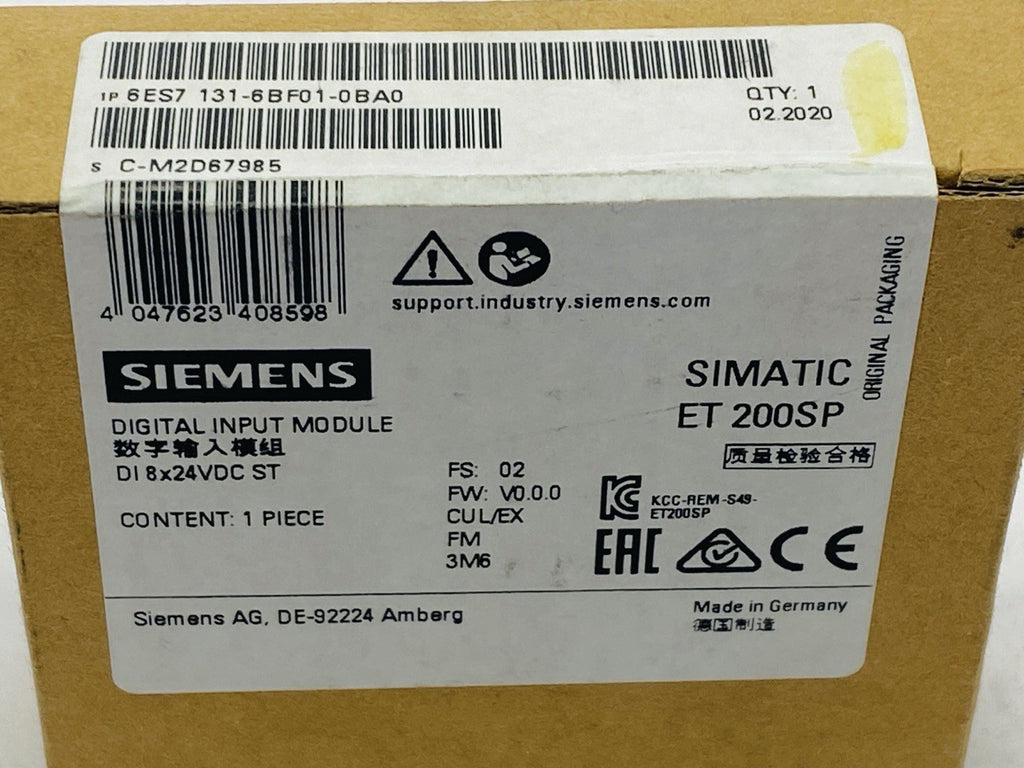 1P 6ES7 131-6BF01-0BA0
QTY: 1
02.2020
S C-M2D67985
4 047623 408598
support.industry.siemens.com
ORIGINAL PACKAGING
SIEMENS
SIMATIC
ET 200SP
DIGITAL INPUT MODULE
数字输入模组
DI 8x24VDC ST
质量检验合格
FS: 02
FW: V0.0.0
CUL/EX
FM
3M6
KCC-REM-S49-
ET200SP
CONTENT: 1 PIECE
EAC
CE
Siemens AG, DE-92224 Amberg
Made in Germany
德国制造